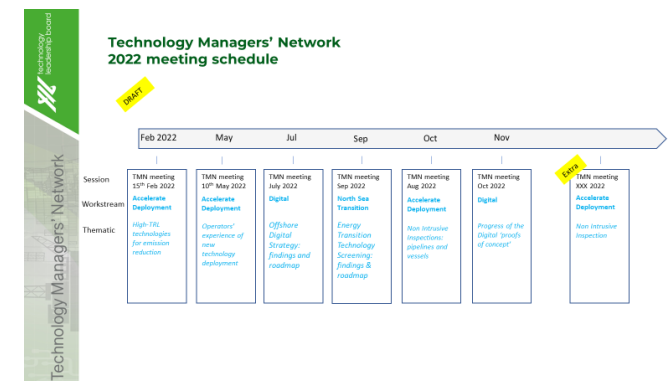 technology
leadership board
Technology Managers' Network
Technology Managers' Network
2022 meeting schedule
DRAFT
Feb 2022
May
Jul
Sep
Oct
Nov
Session
Workstream
Thematic
TMN meeting
15th Feb 2022
Accelerate
Deployment
High-TRL
technologies
for emission
reduction
TMN meeting
10th May 2022
Accelerate
Deployment
Operators'
experience of
new
technology
deployment
TMN meeting
July 2022
Digital
Offshore
Digital
Strategy:
findings and
roadmap
TMN meeting
Sep 2022
North Sea
Transition
Energy
Transition
Technology
Screening:
findings &
roadmap
TMN meeting
Aug 2022
Accelerate
Deployment
Non Intrusive
Inspections:
pipelines and
vessels
TMN meeting
Oct 2022
Digital
Progress of the
Digital 'proofs
of concept'
Extra
TMN meeting
XXX 2022
Accelerate
Deployment
Non Intrusive
Inspection